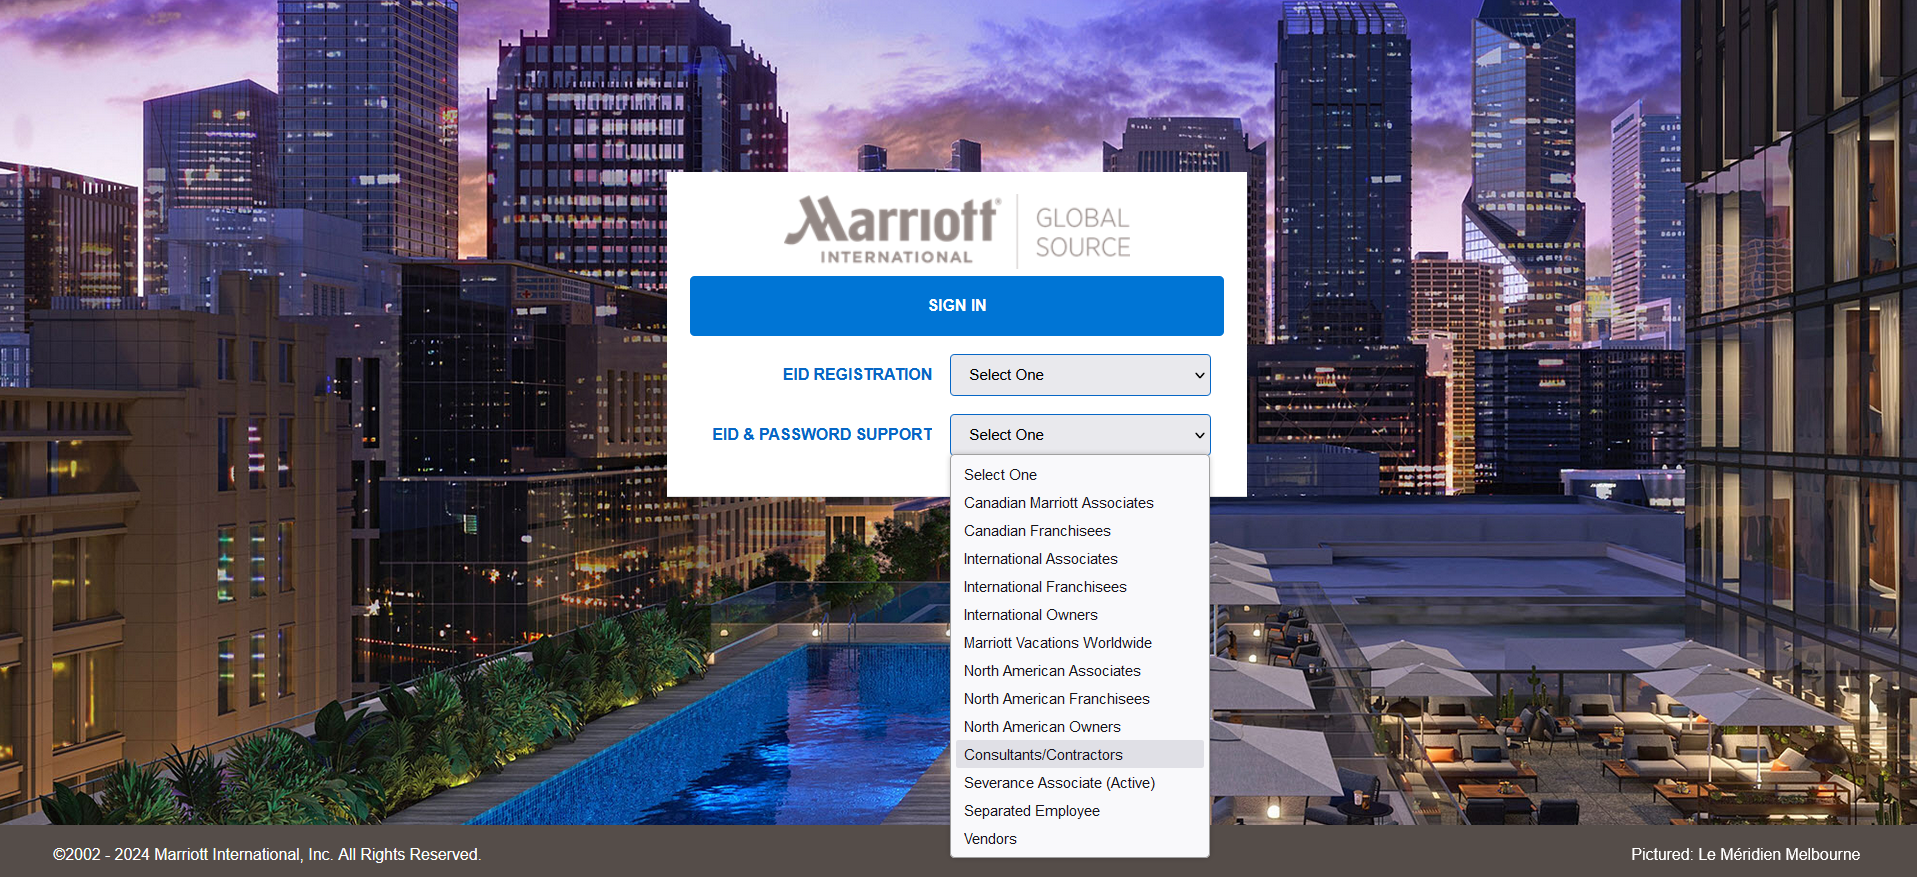 Marriott®
INTERNATIONAL
GLOBAL
SOURCE
SIGN IN
EID REGISTRATION
Select One
EID & PASSWORD SUPPORT
Select One
Select One
Canadian Marriott Associates
Canadian Franchisees
International Associates
International Franchisees
International Owners
Marriott Vacations Worldwide
North American Associates
North American Franchisees
North American Owners
Consultants/Contractors
Severance Associate (Active)
Separated Employee
Vendors
©2002 - 2024 Marriott International, Inc. All Rights Reserved.
Pictured: Le Méridien Melbourne